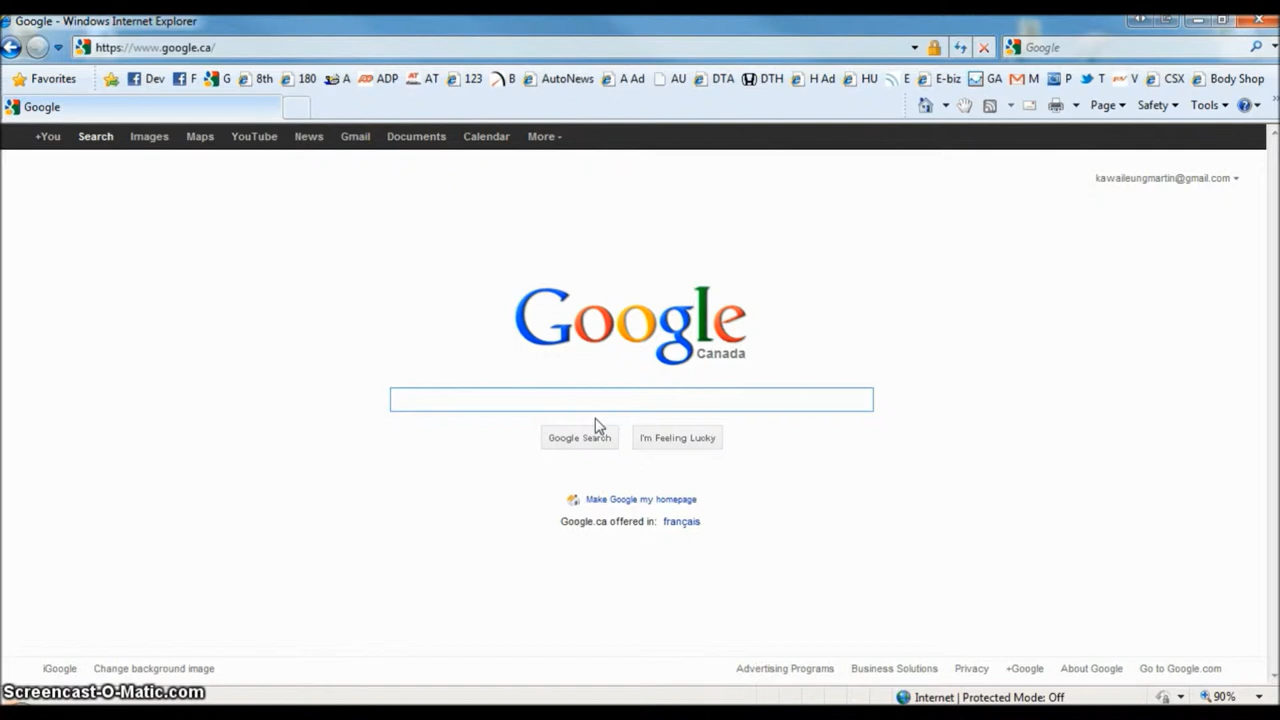 Google - Windows Internet Explorer
https://www.google.ca/
Google
Favorites Dev F G 8th 180 A ADP AT 123 B AutoNews A Ad AU DTA DTH H Ad HU E E-biz GA M P T V CSX Body Shop
Google
Page Safety Tools
+You Search Images Maps YouTube News Gmail Documents Calendar More
kawaileungmartin@gmail.com
Google
Canada
Google Search I'm Feeling Lucky
Make Google my homepage
Google.ca offered in: français
iGoogle Change background image Advertising Programs Business Solutions Privacy +Google About Google Go to Google.com
Screencast-O-Matic.com
Internet | Protected Mode: Off 90%